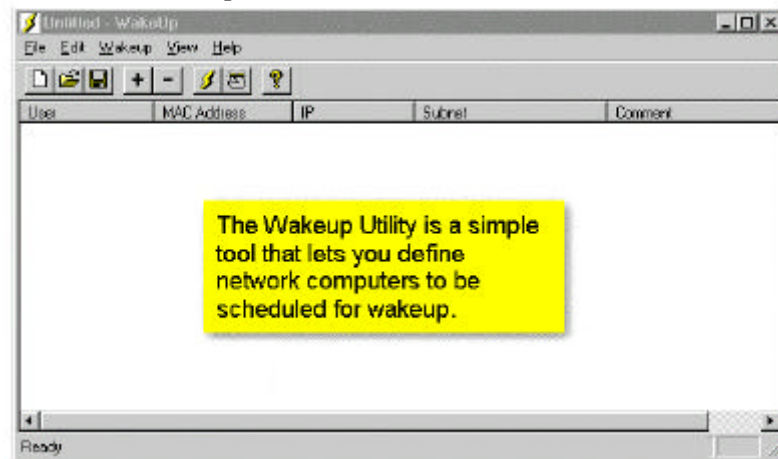 Untitled - WakeUp
File Edit Wakeup View Help
User MAC Address IP Subnet Comment
The Wakeup Utility is a simple
tool that lets you define
network computers to be
scheduled for wakeup.
Ready